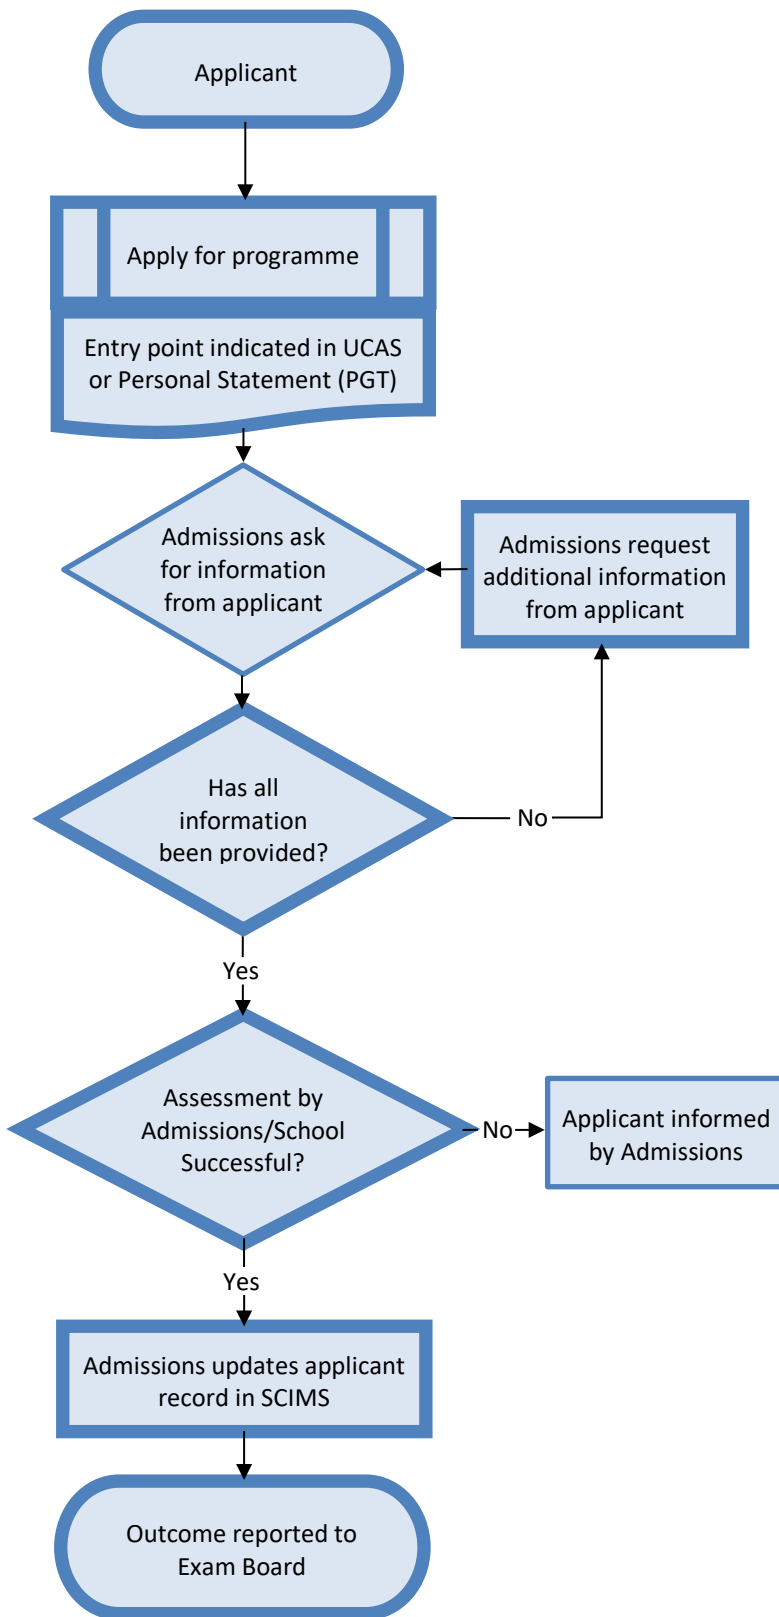 Applicant
Apply for programme
Entry point indicated in UCAS
or Personal Statement (PGT)
Admissions ask
for information
from applicant
Admissions request
additional information
from applicant
Has all
information
been provided?
No
Yes
Assessment by
Admissions/School
Successful?
No
Applicant informed
by Admissions
Yes
Admissions updates applicant
record in SCIMS
Outcome reported to
Exam Board